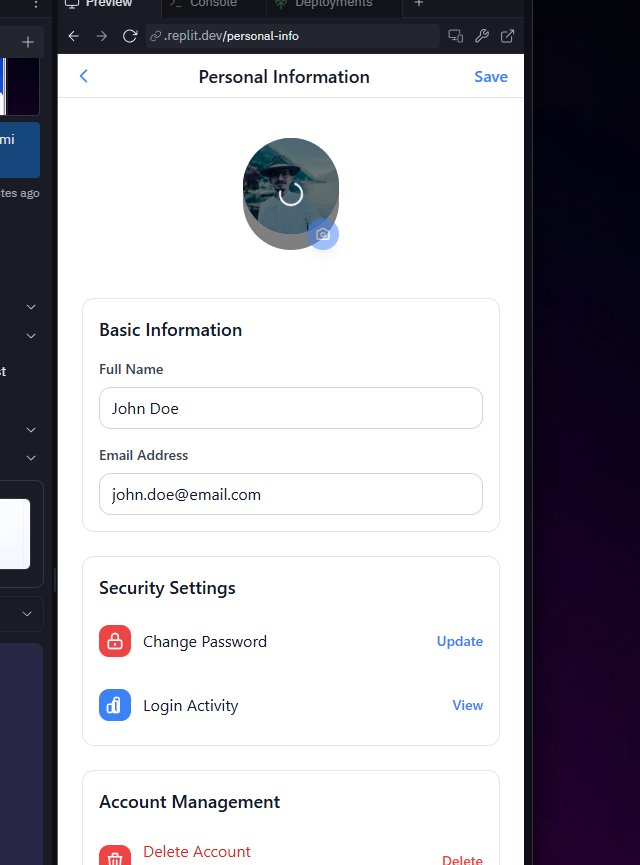 Preview
Console
Deployments
.replit.dev/personal-info
mi
tes ago
t
Personal Information
Save
Basic Information
Full Name
John Doe
Email Address
john.doe@email.com
Security Settings
Change Password
Update
Login Activity
View
Account Management
Delete Account
Delete